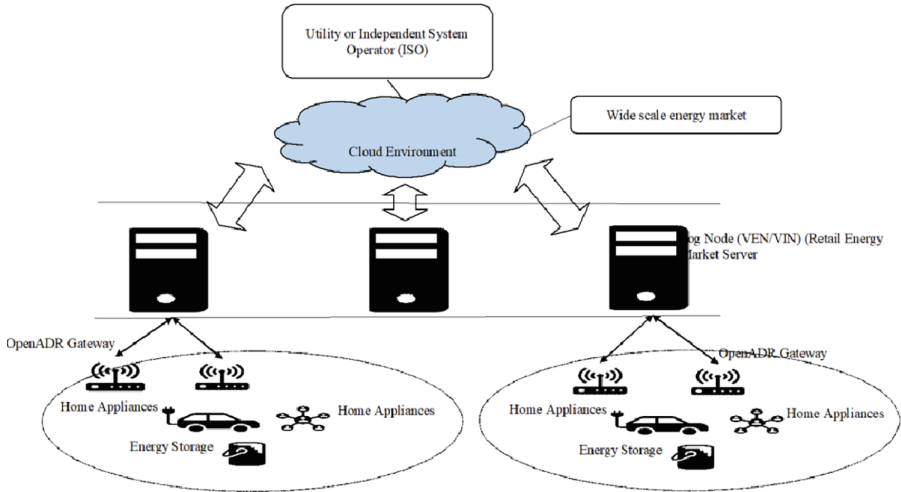 Utility or Independent System
Operator (ISO)
Wide scale energy market
Cloud Environment
og Node (VEN/VIN) (Retail Energy
arket Server
OpenADR Gateway
OpenADR Gateway
Home Appliances
Home Appliances
Energy Storage
Home Appliances
Home Appliances
Energy Storage